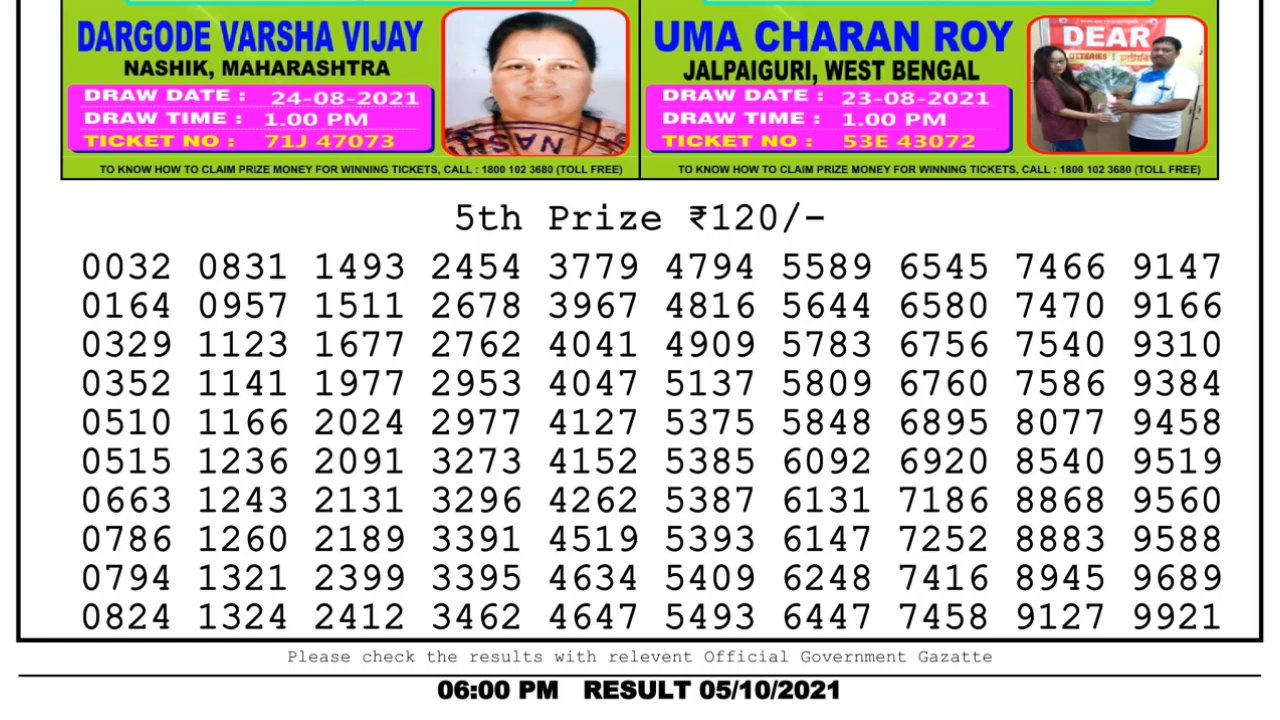 DARGODE VARSHA VIJAY
NASHIK, MAHARASHTRA
DRAW DATE : 24-08-2021
DRAW TIME : 1.00 PM
TICKET NO : 71J 47073
TO KNOW HOW TO CLAIM PRIZE MONEY FOR WINNING TICKETS, CALL : 1800 102 3680 (TOLL FREE)
UMA CHARAN ROY
JALPAIGURI, WEST BENGAL
DRAW DATE : 23-08-2021
DRAW TIME : 1.00 PM
TICKET NO : 53E 43072
DEAR
TO KNOW HOW TO CLAIM PRIZE MONEY FOR WINNING TICKETS, CALL : 1800 102 3680 (TOLL FREE)
5th Prize ₹120/-
0032 0831 1493 2454 3779 4794 5589 6545 7466 9147
0164 0957 1511 2678 3967 4816 5644 6580 7470 9166
0329 1123 1677 2762 4041 4909 5783 6756 7540 9310
0352 1141 1977 2953 4047 5137 5809 6760 7586 9384
0510 1166 2024 2977 4127 5375 5848 6895 8077 9458
0515 1236 2091 3273 4152 5385 6092 6920 8540 9519
0663 1243 2131 3296 4262 5387 6131 7186 8868 9560
0786 1260 2189 3391 4519 5393 6147 7252 8883 9588
0794 1321 2399 3395 4634 5409 6248 7416 8945 9689
0824 1324 2412 3462 4647 5493 6447 7458 9127 9921
Please check the results with relevent Official Government Gazatte
06:00 PM RESULT 05/10/2021